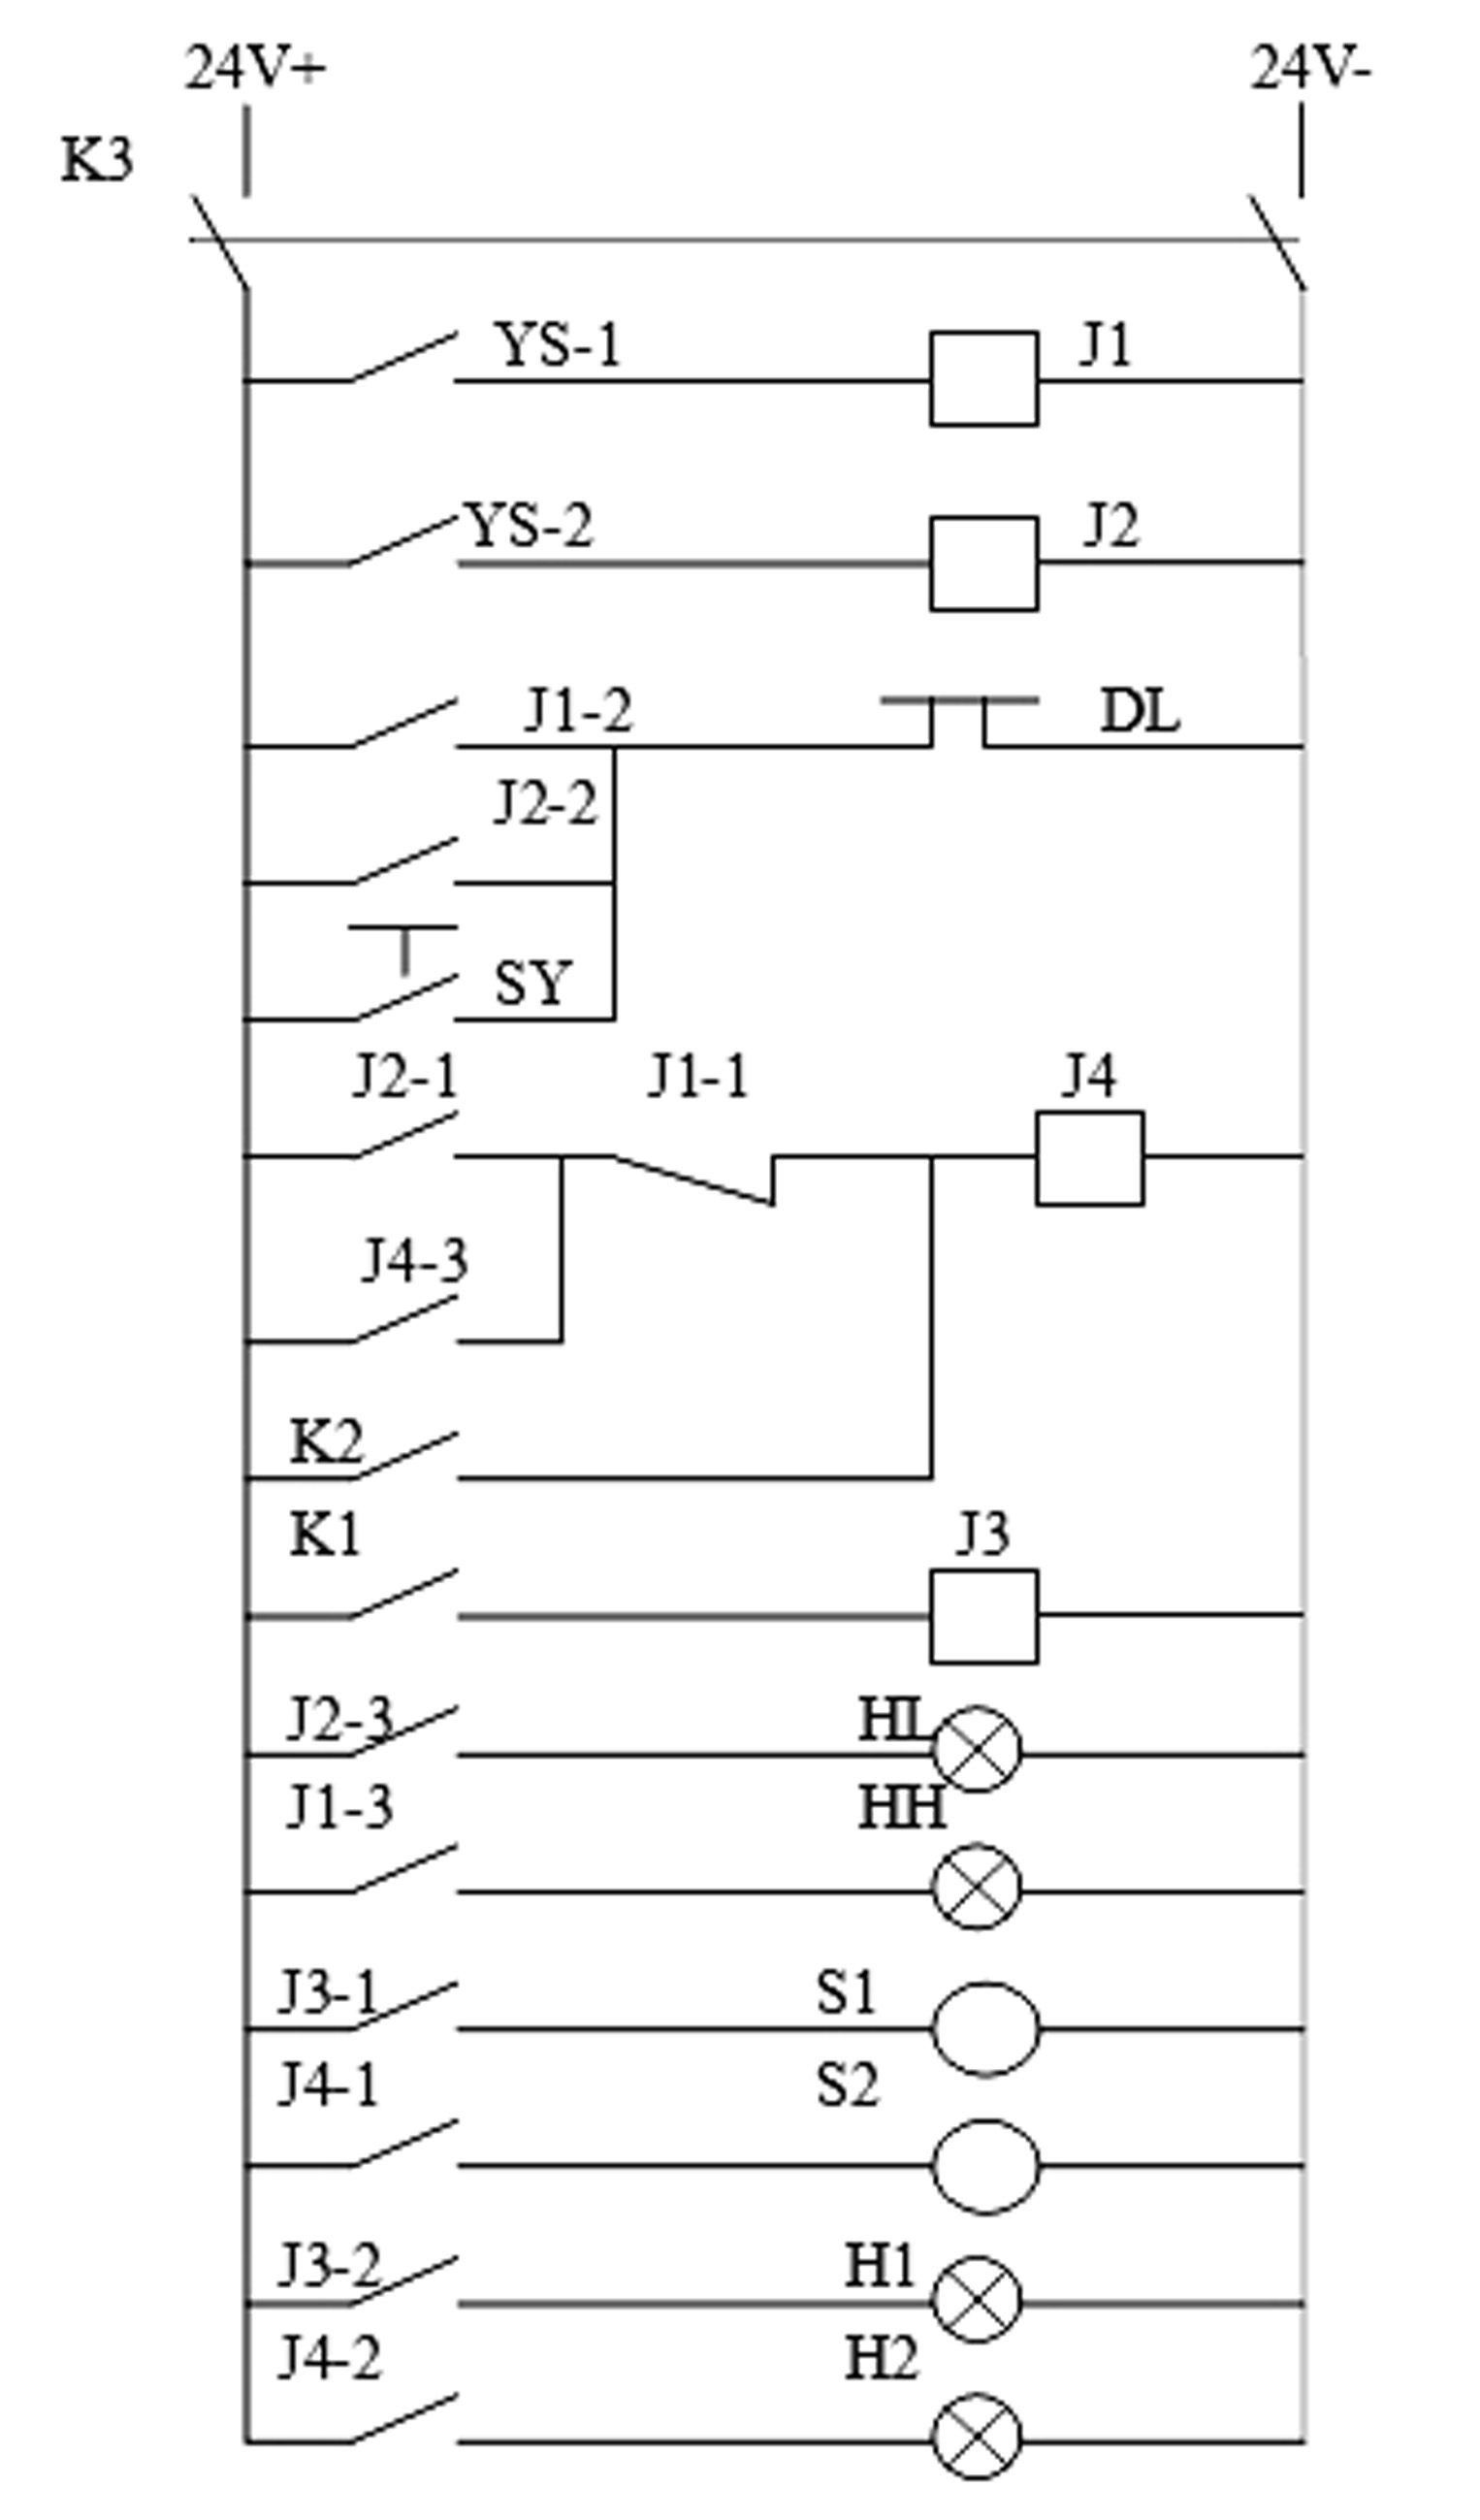 24V+ 24V-
K3
YS-1 J1
YS-2 J2
J1-2 DL
J2-2
SY
J2-1 J1-1 J4
J4-3
K2
K1 J3
J2-3 HL
J1-3 HH
J3-1 S1
J4-1 S2
J3-2 H1
J4-2 H2